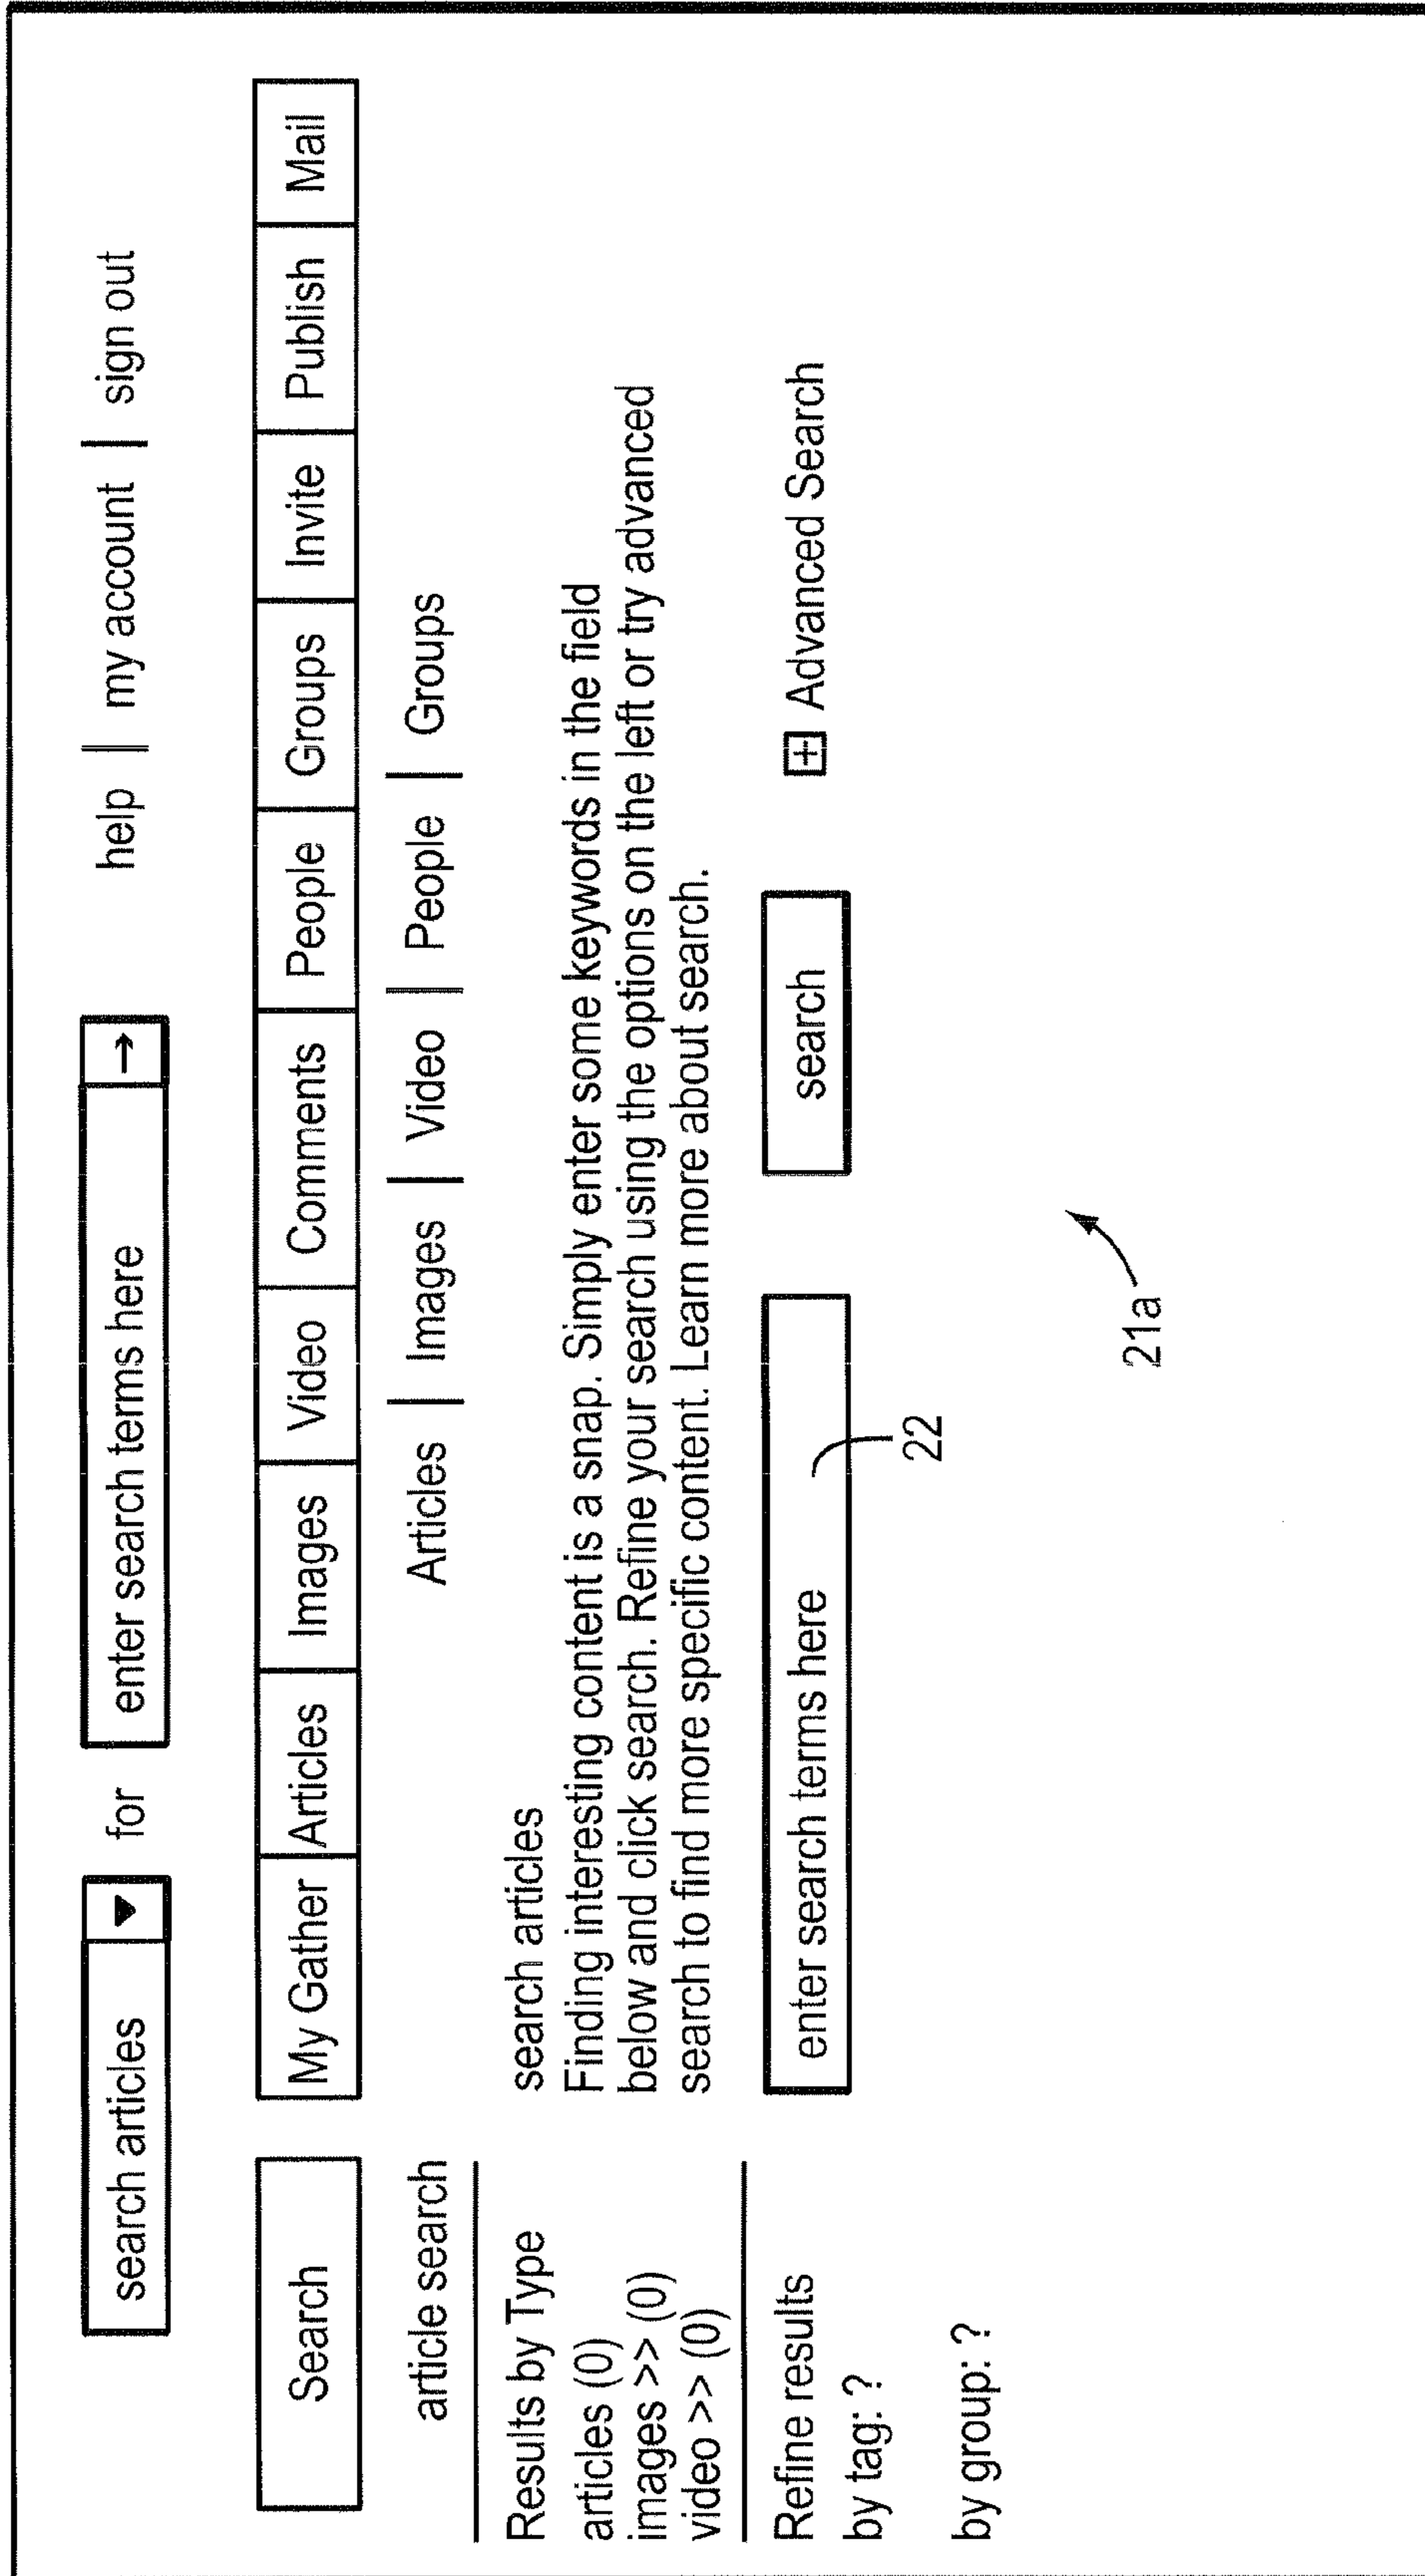 search articles ▼ for enter search terms here → help | my account | sign out
Search My Gather Articles Images Video Comments People Groups Invite Publish Mail
article search Articles | Images | Video | People | Groups
Results by Type
articles (0)
images >> (0)
video >> (0)
Refine results
by tag: ?
by group: ?
search articles
Finding interesting content is a snap. Simply enter some keywords in the field
below and click search. Refine your search using the options on the left or try advanced
search to find more specific content. Learn more about search.
enter search terms here search ⊞ Advanced Search
22
21a